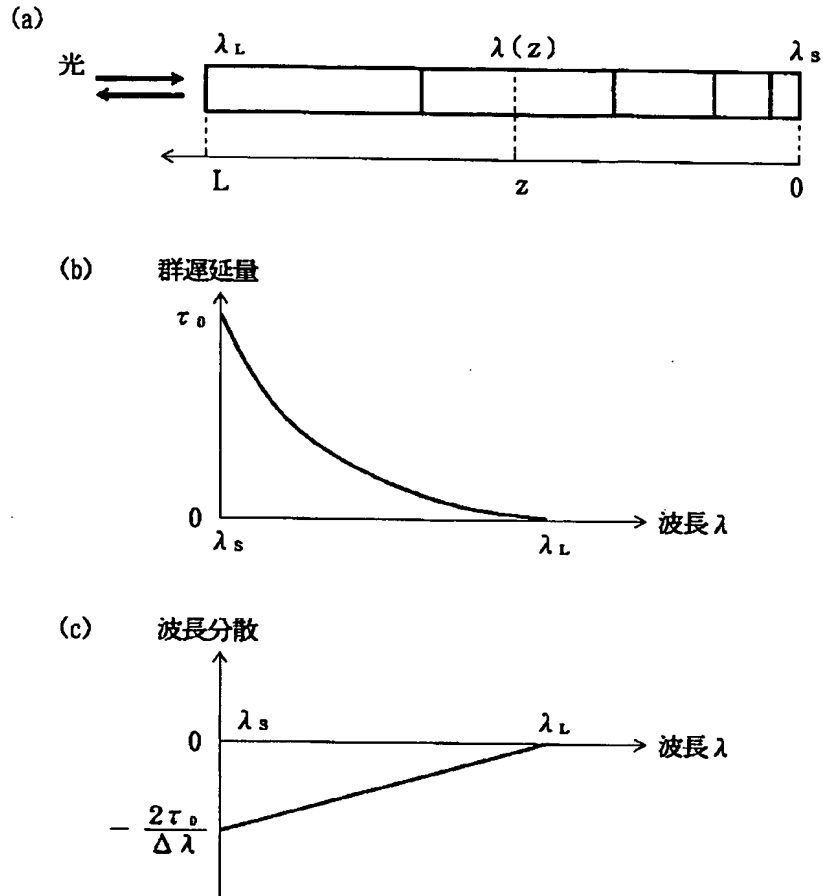 (a)
λL λ(z) λS
光
L z 0
(b) 群遅延量
τ0
0
波長λ
λS λL
(c) 波長分散
λS λL
0
波長λ
− 2τ0/Δλ